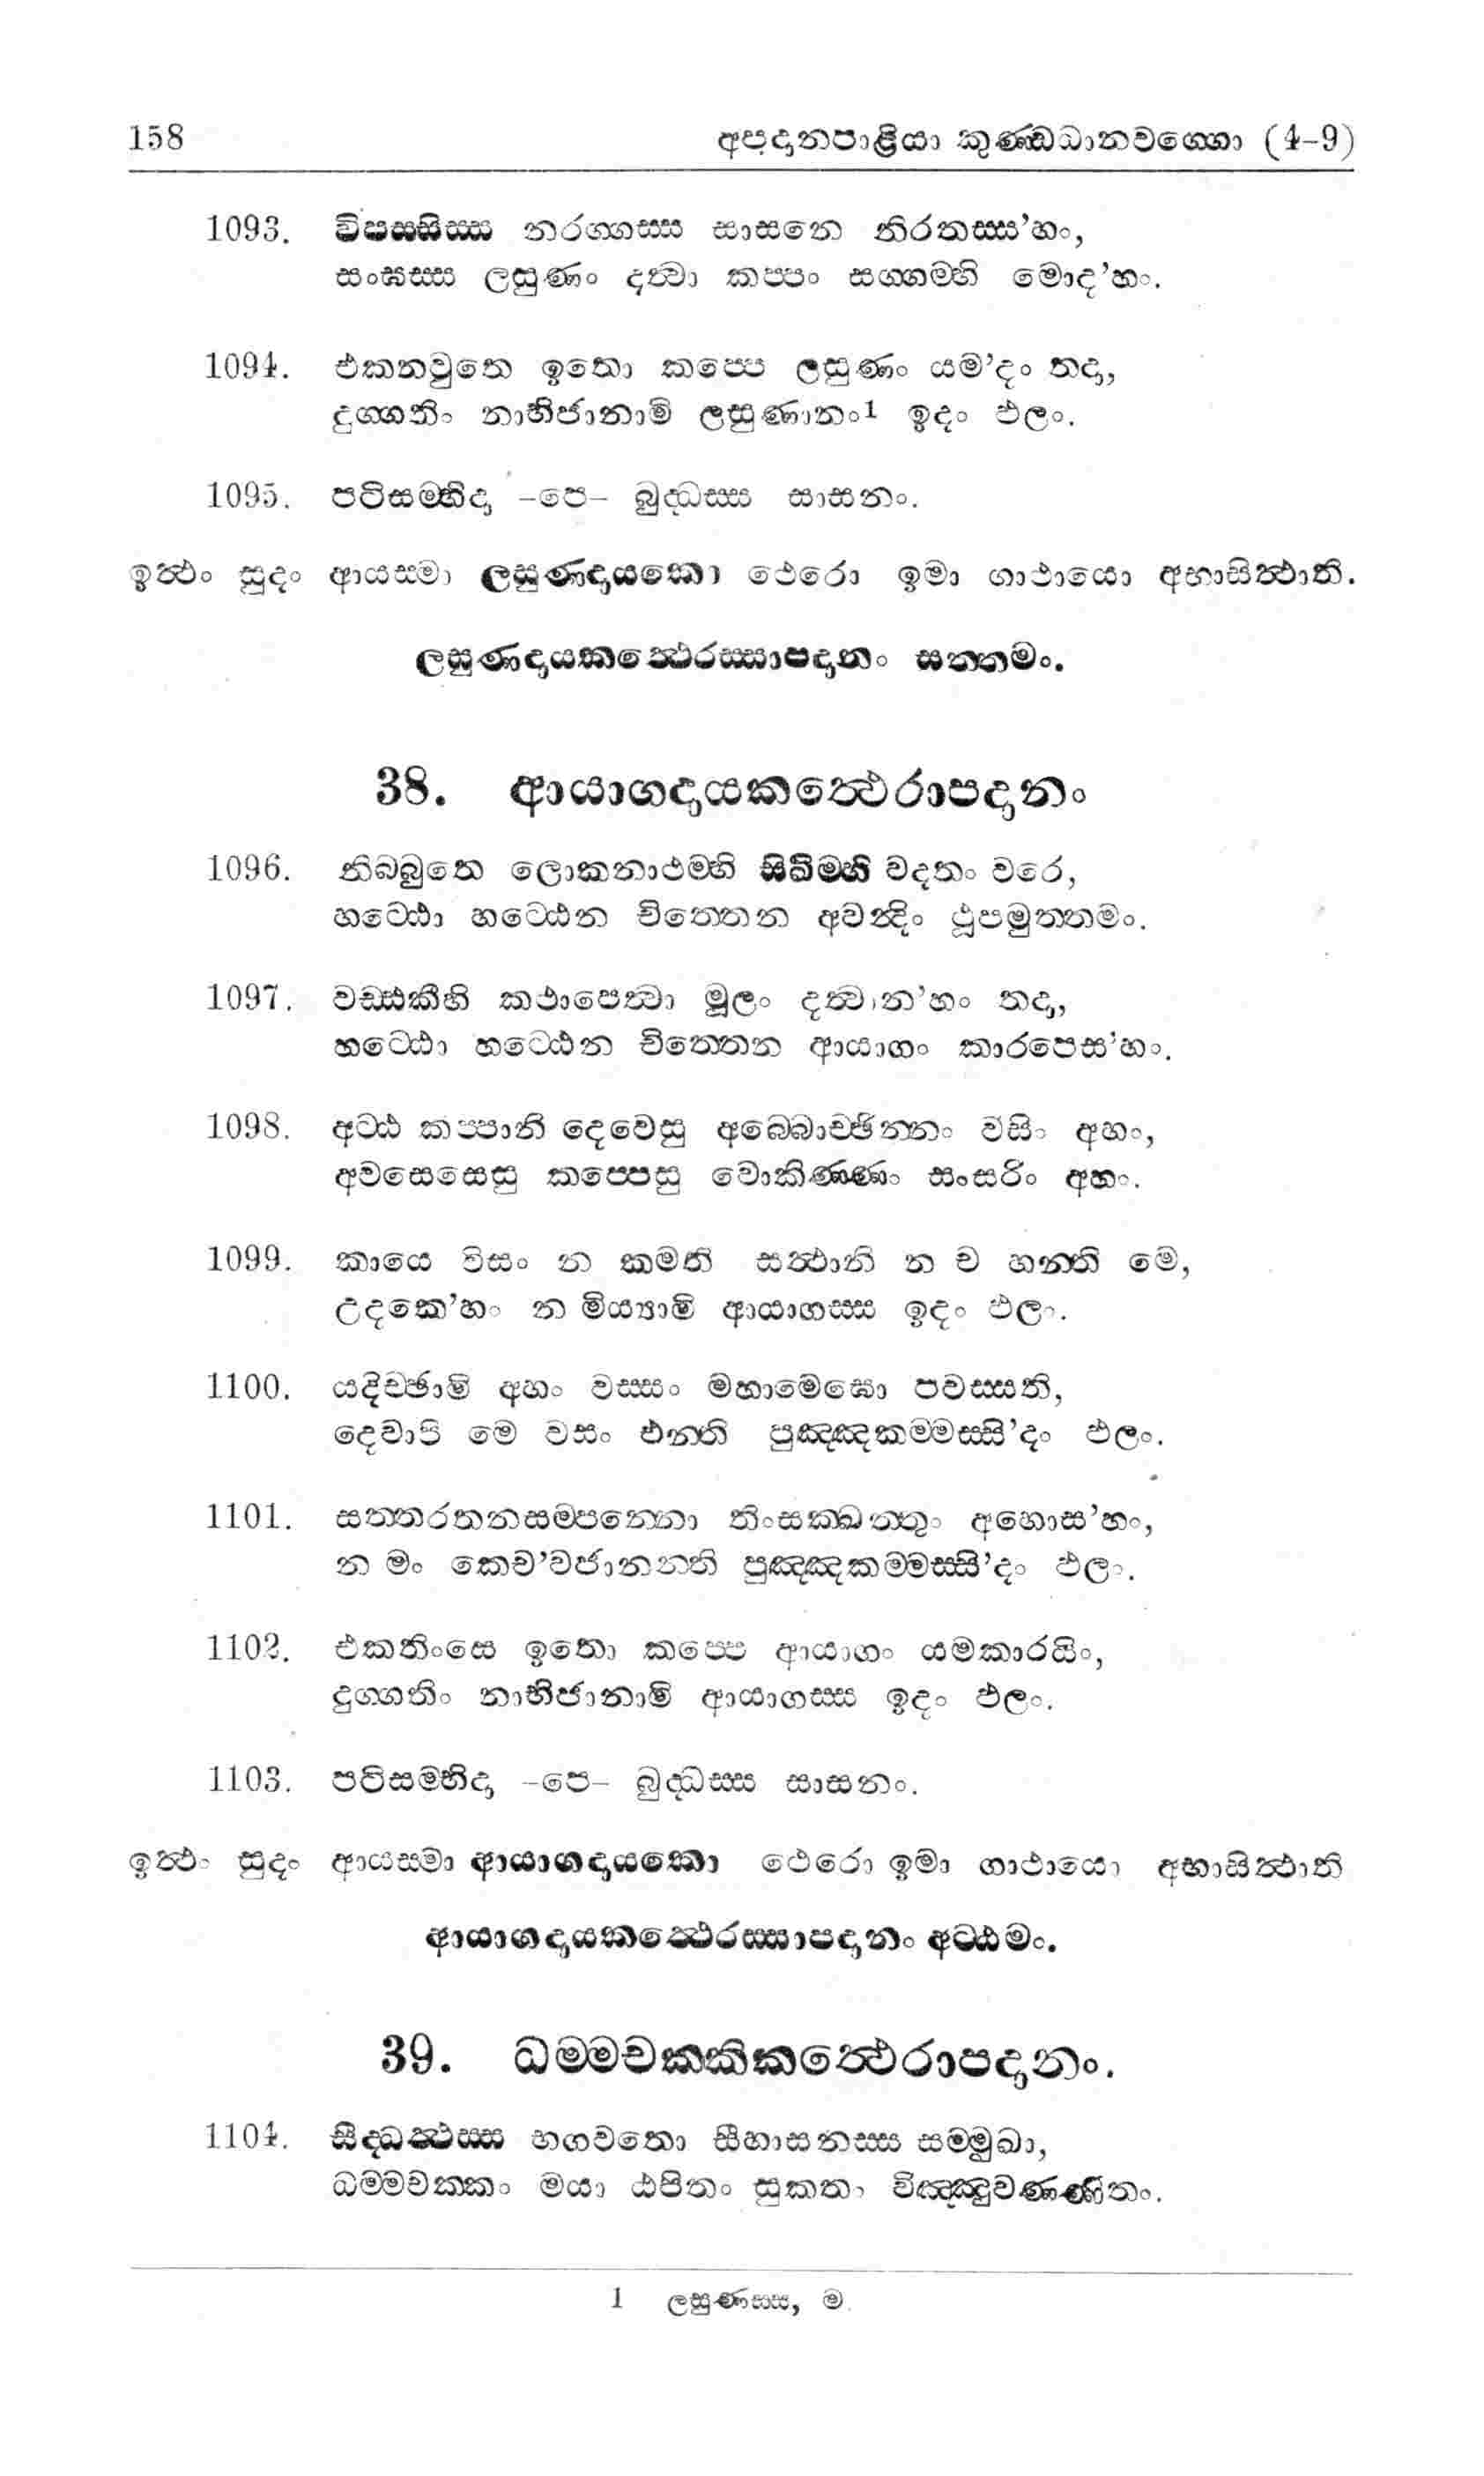 158 අපදානපාළියා කුණ්ඩධානවග්ගො (4-9)
1093. විපස්සිස්ස නරග්ගස්ස සාසනෙ නිරතස්ස'හං,
සංඝස්ස ලසුණං දත්වා කප්පං සග්ගම්හි මොද'හං.
1094. එකනවුතෙ ඉතො කප්පෙ ලසුණං යම'දං තදා,
දුග්ගතිං නාභිජානාමි ලසුණානං1 ඉදං ඵලං.
1095. පටිසම්භිදා -පෙ- බුද්ධස්ස සාසනං.
ඉත්ථං සුදං ආයස්මා ලසුණදායකො ථෙරො ඉමා ගාථායො අභාසිත්ථාති.
ලසුණදායකත්ථෙරස්සාපදානං සත්තමං.
38. ආයාගදායකත්ථෙරාපදානං
1096. නිබ්බුතෙ ලොකනාථම්හි සිඛිම්හි වදතං වරෙ,
හට්ඨො හට්ඨෙන චිත්තෙන අවන්දිං ථූපමුත්තමං.
1097. වඩ්ඪකීහි කථාපෙත්වා මූලං දත්වාන'හං තදා,
හට්ඨො හට්ඨෙන චිත්තෙන ආයාගං කාරපෙස'හං.
1098. අට්ඨ කප්පානි දෙවෙසු අබ්බොච්ඡින්නං වසිං අහං,
අවසෙසෙසු කප්පෙසු වොකිණ්ණං සංසරිං අහං.
1099. කායෙ විසං න කමති සත්ථානි න ච හන්ති මෙ,
උදකෙ'හං න මිය්‍යාමි ආයාගස්ස ඉදං ඵලං.
1100. යදිච්ඡාමි අහං වස්සං මහාමෙඝො පවස්සති,
දෙවාපි මෙ වසං එන්ති පුඤ්ඤකම්මස්සි'දං ඵලං.
1101. සත්තරතනසම්පන්නො තිංසක්ඛත්තුං අහොස'හං,
න මං කෙච'වජානන්ති පුඤ්ඤකම්මස්සි'දං ඵලං.
1102. එකතිංසෙ ඉතො කප්පෙ ආයාගං යමකාරයිං,
දුග්ගතිං නාභිජානාමි ආයාගස්ස ඉදං ඵලං.
1103. පටිසම්භිදා -පෙ- බුද්ධස්ස සාසනං.
ඉත්ථං සුදං ආයස්මා ආයාගදායකො ථෙරො ඉමා ගාථායො අභාසිත්ථාති
ආයාගදායකත්ථෙරස්සාපදානං අට්ඨමං.
39. ධම්මචක්කිකත්ථෙරාපදානං.
1104. සිද්ධත්ථස්ස භගවතො සීහාසනස්ස සම්මුඛා,
ධම්මචක්කං මයා ඨපිතං සුකතං විඤ්ඤුවණ්ණිතං.
1 ලසුණස්ස, ම.